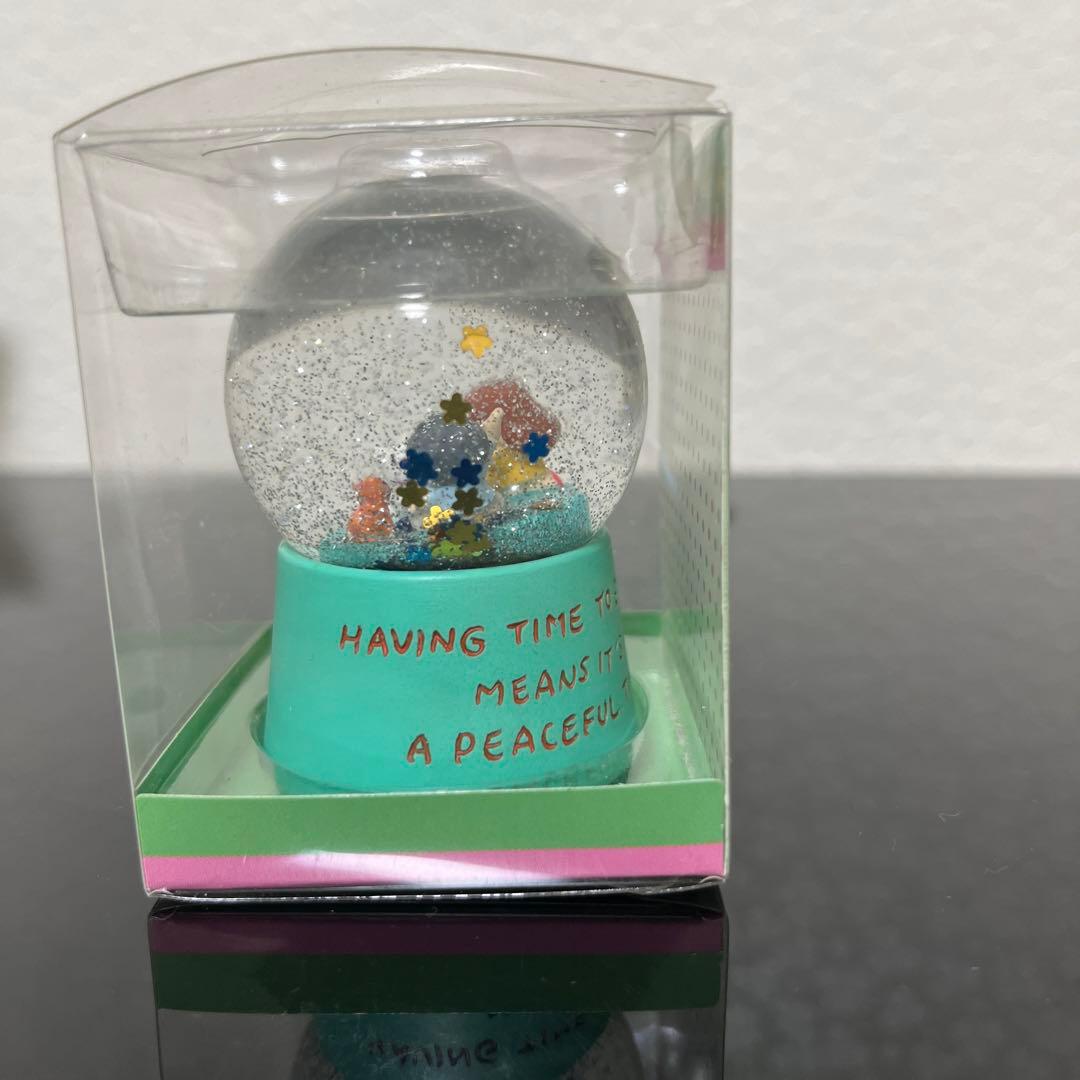 HAVING TIME TO
MEANS IT'S
A PEACEFUL